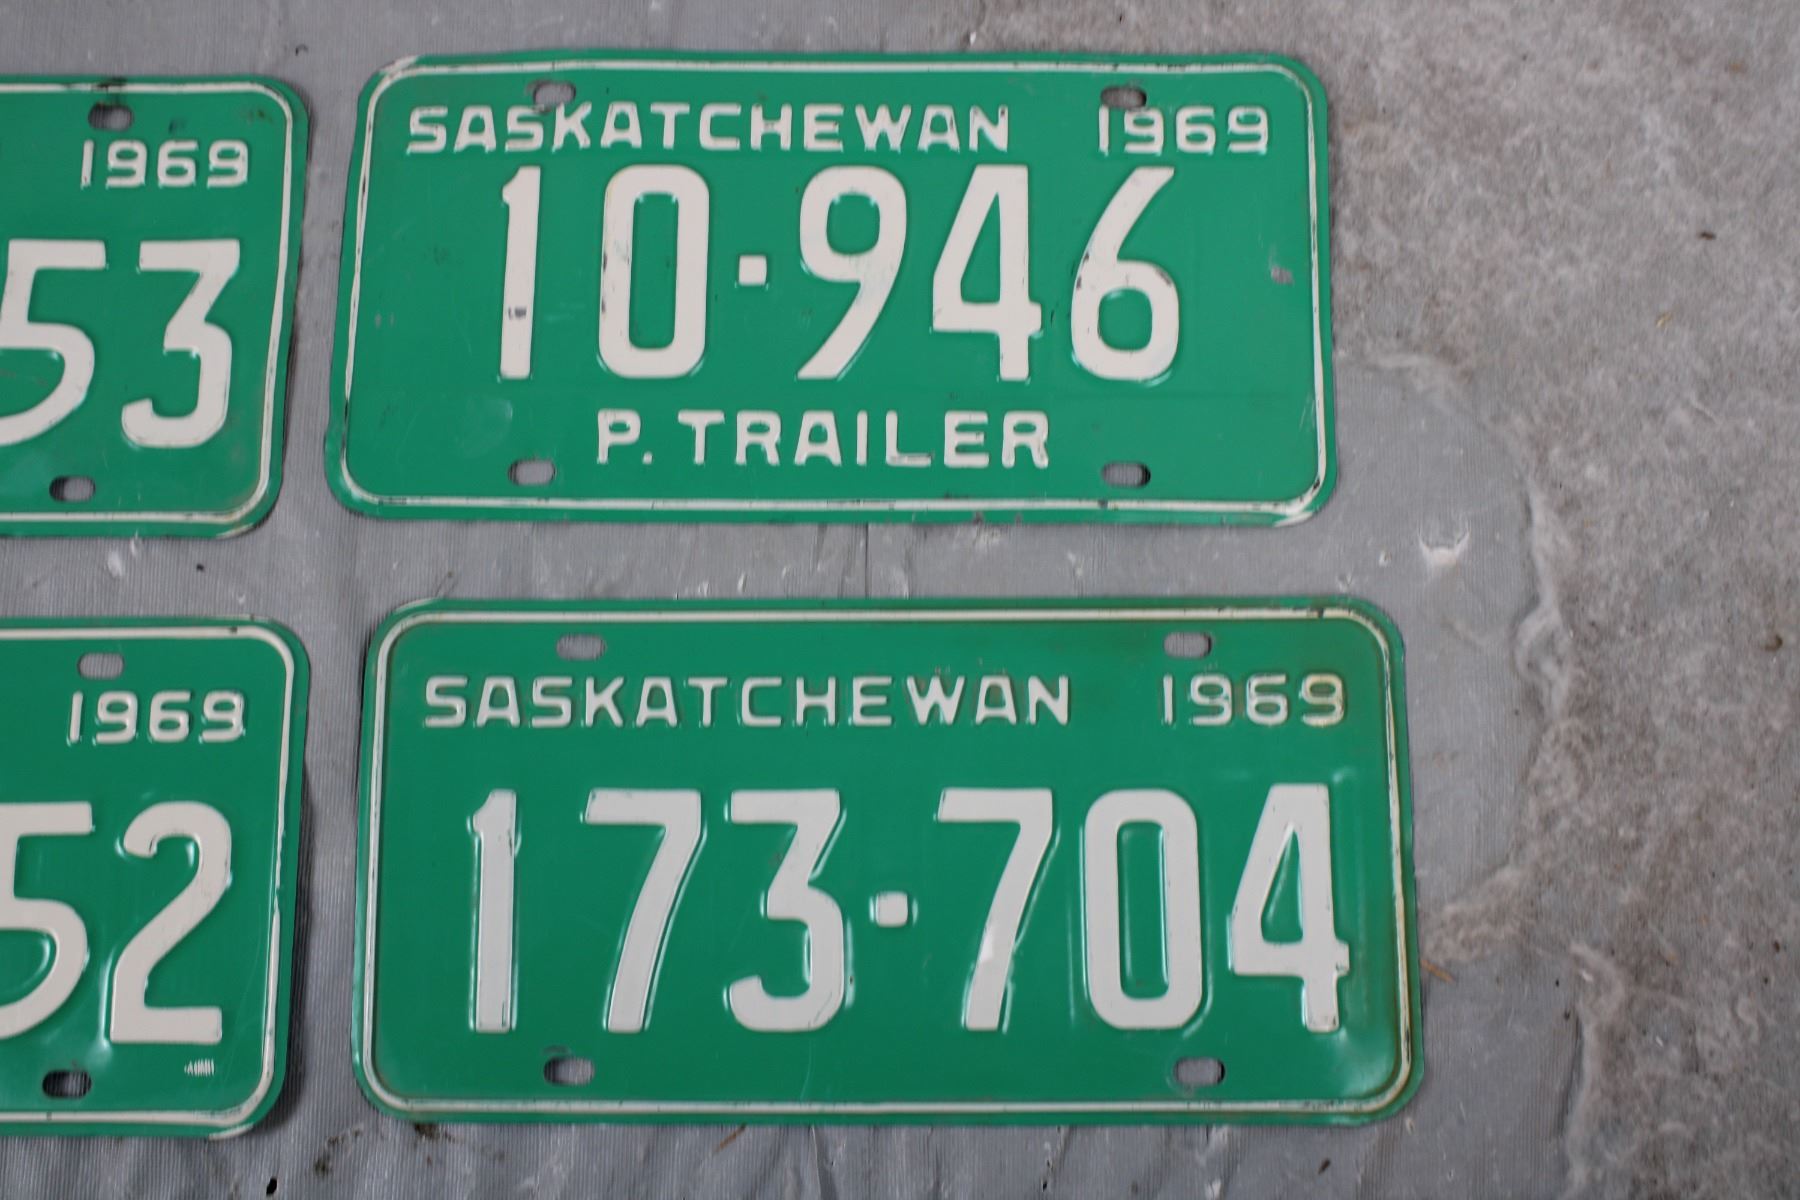 1969
53
SASKATCHEWAN 1969
10·946
P. TRAILER
1969
52
SASKATCHEWAN 1969
173·704